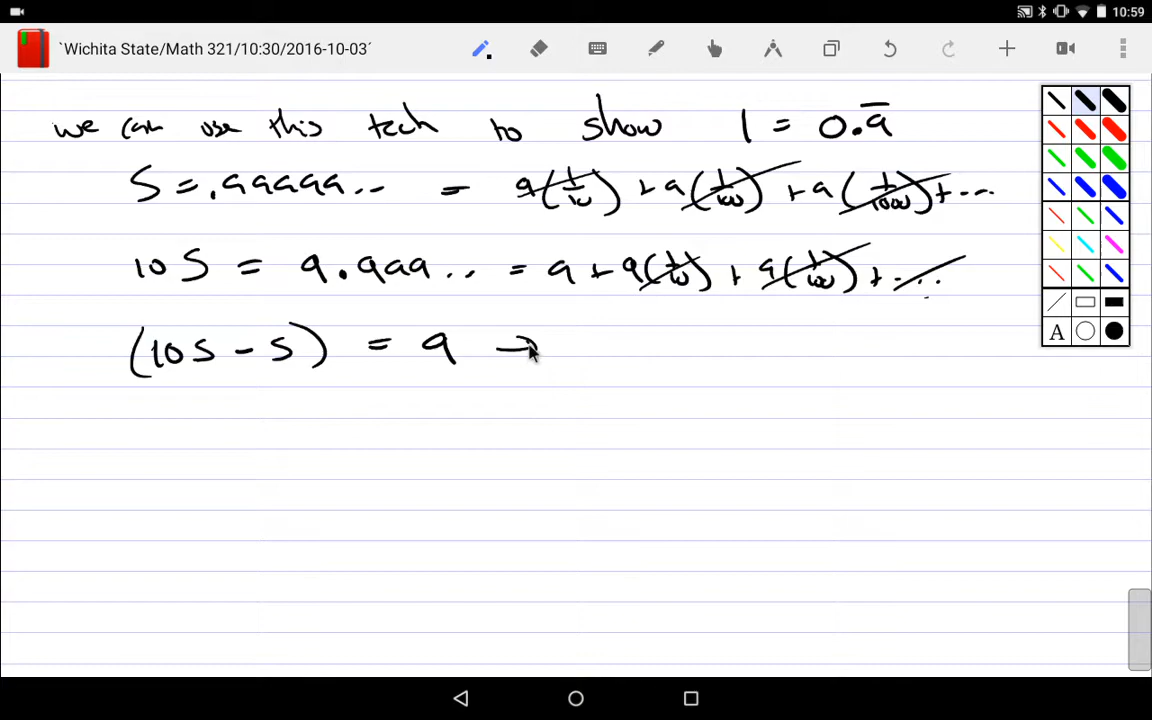 10:59
`Wichita State/Math 321/10:30/2016-10-03´
we can use this tech to show 1 = 0.9̅
S = .99999... = 9(1/10) + 9(1/100) + 9(1/1000) + ...
10S = 9.999... = 9 + 9(1/10) + 9(1/100) + ...
(10S - S) = 9 →
A